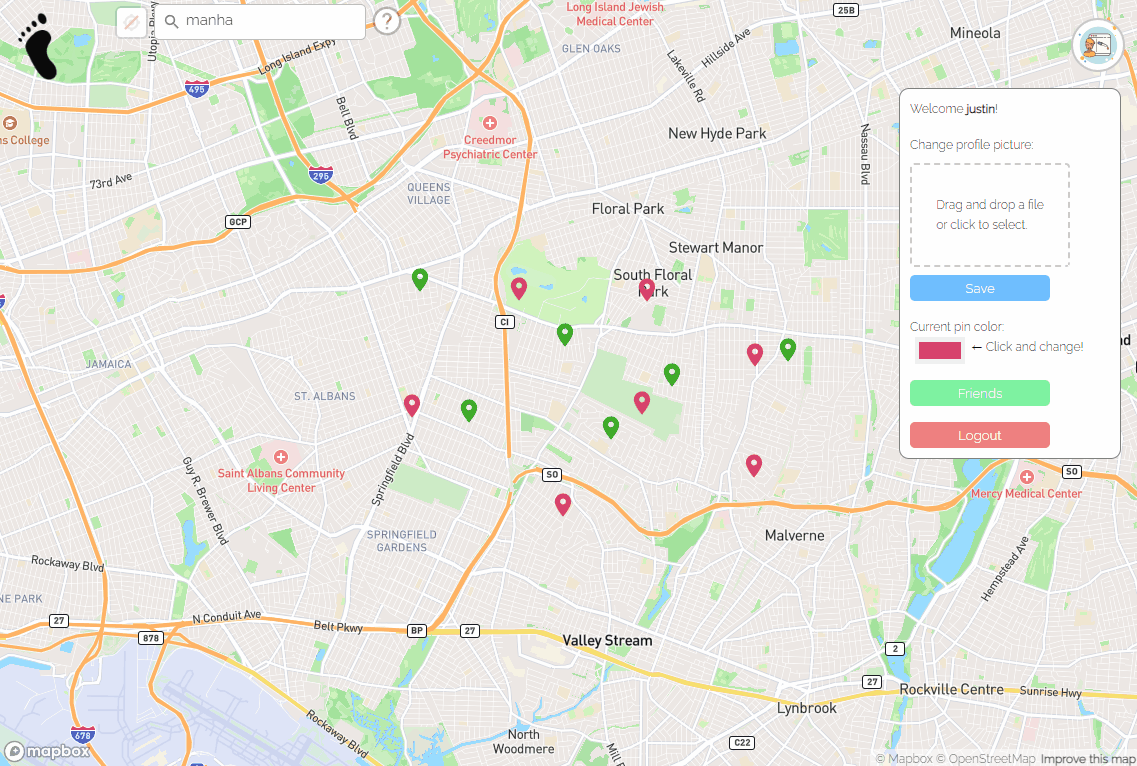 Long Island Jewish
Medical Center
25B
manha
?
Mineola
GLEN OAKS
Hillside Ave
Long Island Expy
Lakeville Rd
495
Bell Blvd
Creedmor
Psychiatric Center
New Hyde Park
Nassau Blvd
ns College
73rd Ave
295
QUEENS
VILLAGE
GCP
Floral Park
Stewart Manor
South Floral
Park
CI
JAMAICA
ST. ALBANS
Springfield Blvd
Saint Albans Community
Living Center
Guy R. Brewer Blvd
SO
SO
Mercy Medical Center
SPRINGFIELD
GARDENS
Malverne
Hempstead Ave
Rockaway Blvd
NE PARK
27
N Conduit Ave
878
Belt Pkwy
BP
27
Valley Stream
2
27
Rockville Centre
Sunrise Hwy
Lynbrook
Rockaway Blvd
678
North
Woodmere
Mill
C22
mapbox
© Mapbox © OpenStreetMap Improve this map
Welcome justin!
Change profile picture:
Drag and drop a file
or click to select.
Save
Current pin color:
← Click and change!
Friends
Logout